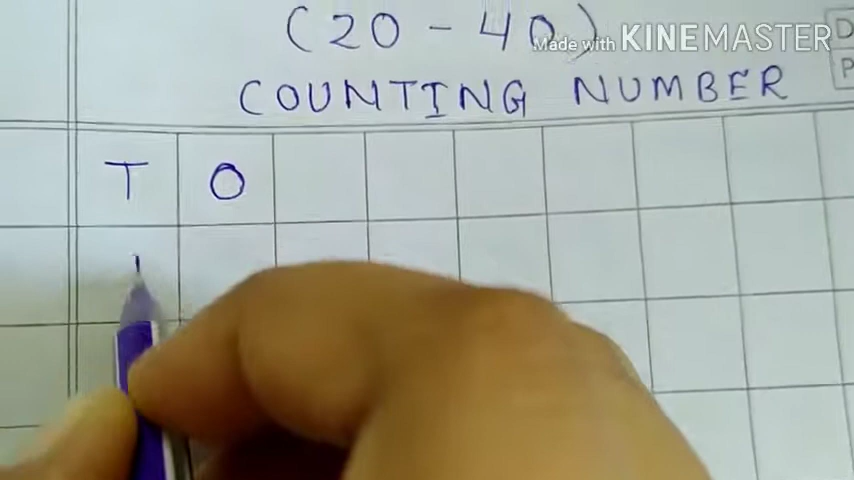 (20 - 40)
Made with KINEMASTER
COUNTING NUMBER
D
P
T O